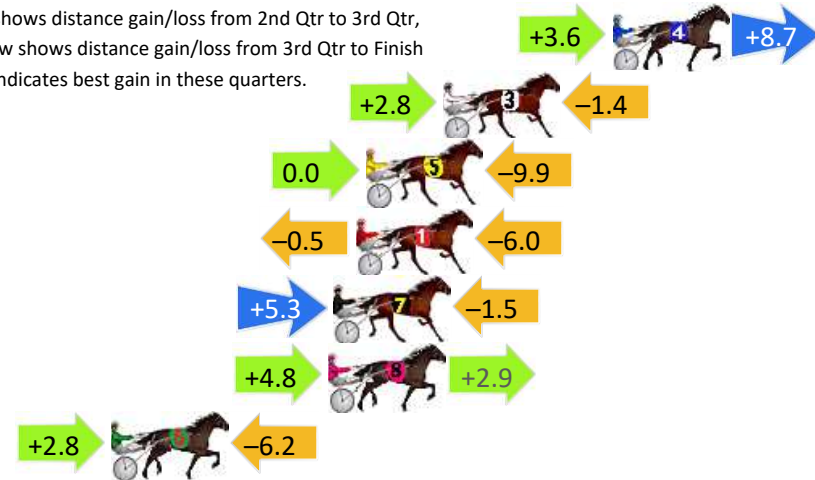 hows distance gain/loss from 2nd Qtr to 3rd Qtr,
w shows distance gain/loss from 3rd Qtr to Finish
ndicates best gain in these quarters.
+3.6 4 +8.7
+2.8 3 –1.4
0.0 5 –9.9
–0.5 1 –6.0
+5.3 7 –1.5
+4.8 8 +2.9
+2.8 –6.2